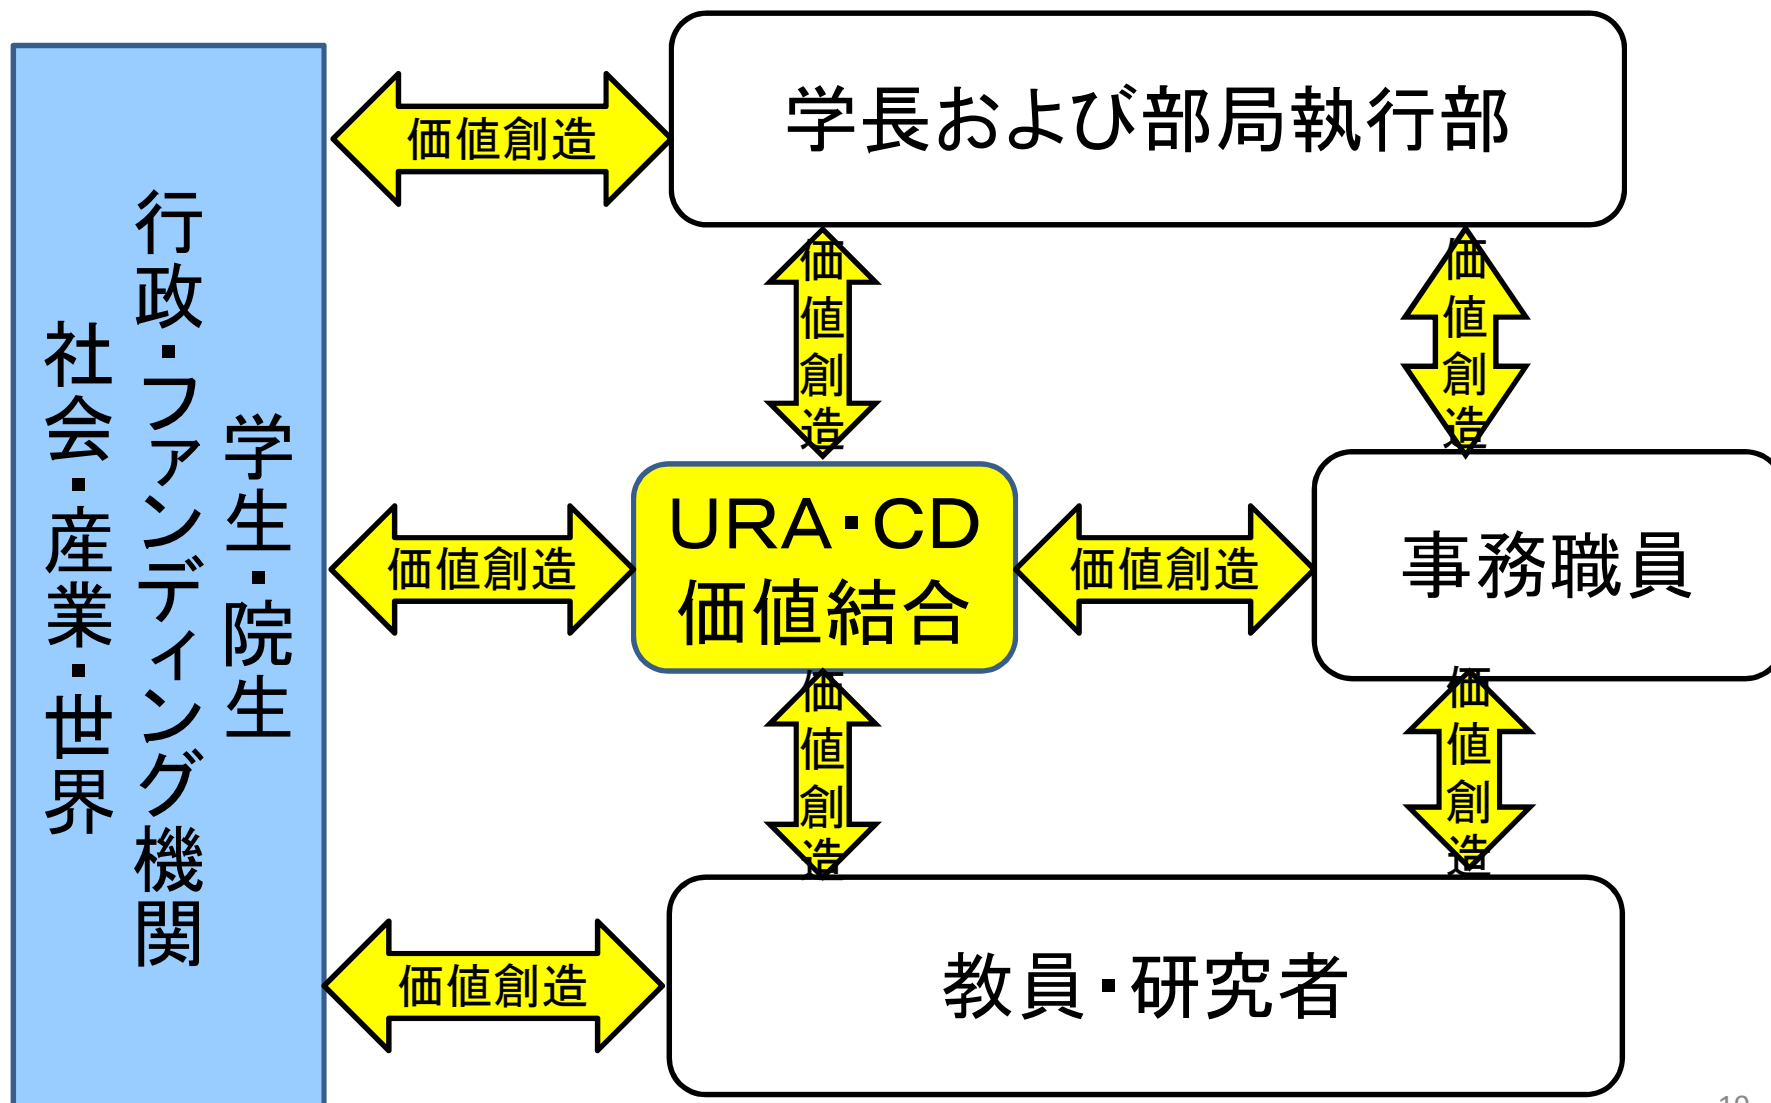 学長および部局執行部
価値創造
学生・院生
行政・ファンディング機関
社会・産業・世界
価値創造
価値創造
URA・CD
価値結合
価値創造
価値創造
事務職員
価値創造
価値創造
価値創造
教員・研究者